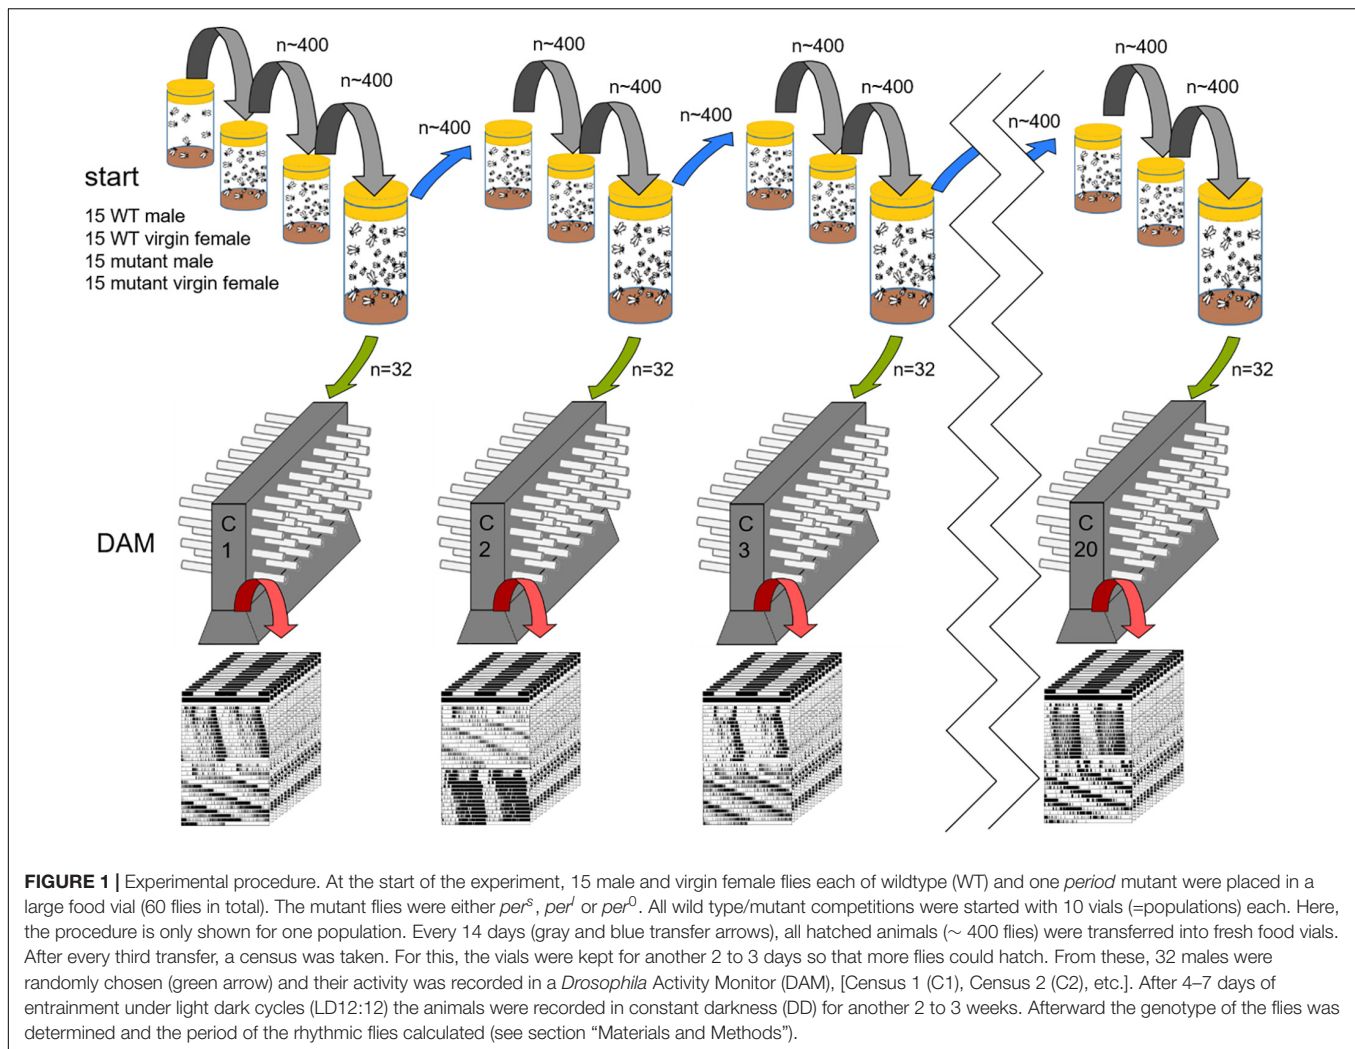 n~400
n~400
n~400
n~400
n~400
n~400
n~400
n~400
n~400
n~400
n~400
start
15 WT male
15 WT virgin female
15 mutant male
15 mutant virgin female
n=32
n=32
n=32
n=32
DAM
C
1
C
2
C
3
C
20
FIGURE 1 | Experimental procedure. At the start of the experiment, 15 male and virgin female flies each of wildtype (WT) and one period mutant were placed in a
large food vial (60 flies in total). The mutant flies were either perˢ, perˡ or per⁰. All wild type/mutant competitions were started with 10 vials (=populations) each. Here,
the procedure is only shown for one population. Every 14 days (gray and blue transfer arrows), all hatched animals (~ 400 flies) were transferred into fresh food vials.
After every third transfer, a census was taken. For this, the vials were kept for another 2 to 3 days so that more flies could hatch. From these, 32 males were
randomly chosen (green arrow) and their activity was recorded in a Drosophila Activity Monitor (DAM), [Census 1 (C1), Census 2 (C2), etc.]. After 4–7 days of
entrainment under light dark cycles (LD12:12) the animals were recorded in constant darkness (DD) for another 2 to 3 weeks. Afterward the genotype of the flies was
determined and the period of the rhythmic flies calculated (see section “Materials and Methods”).